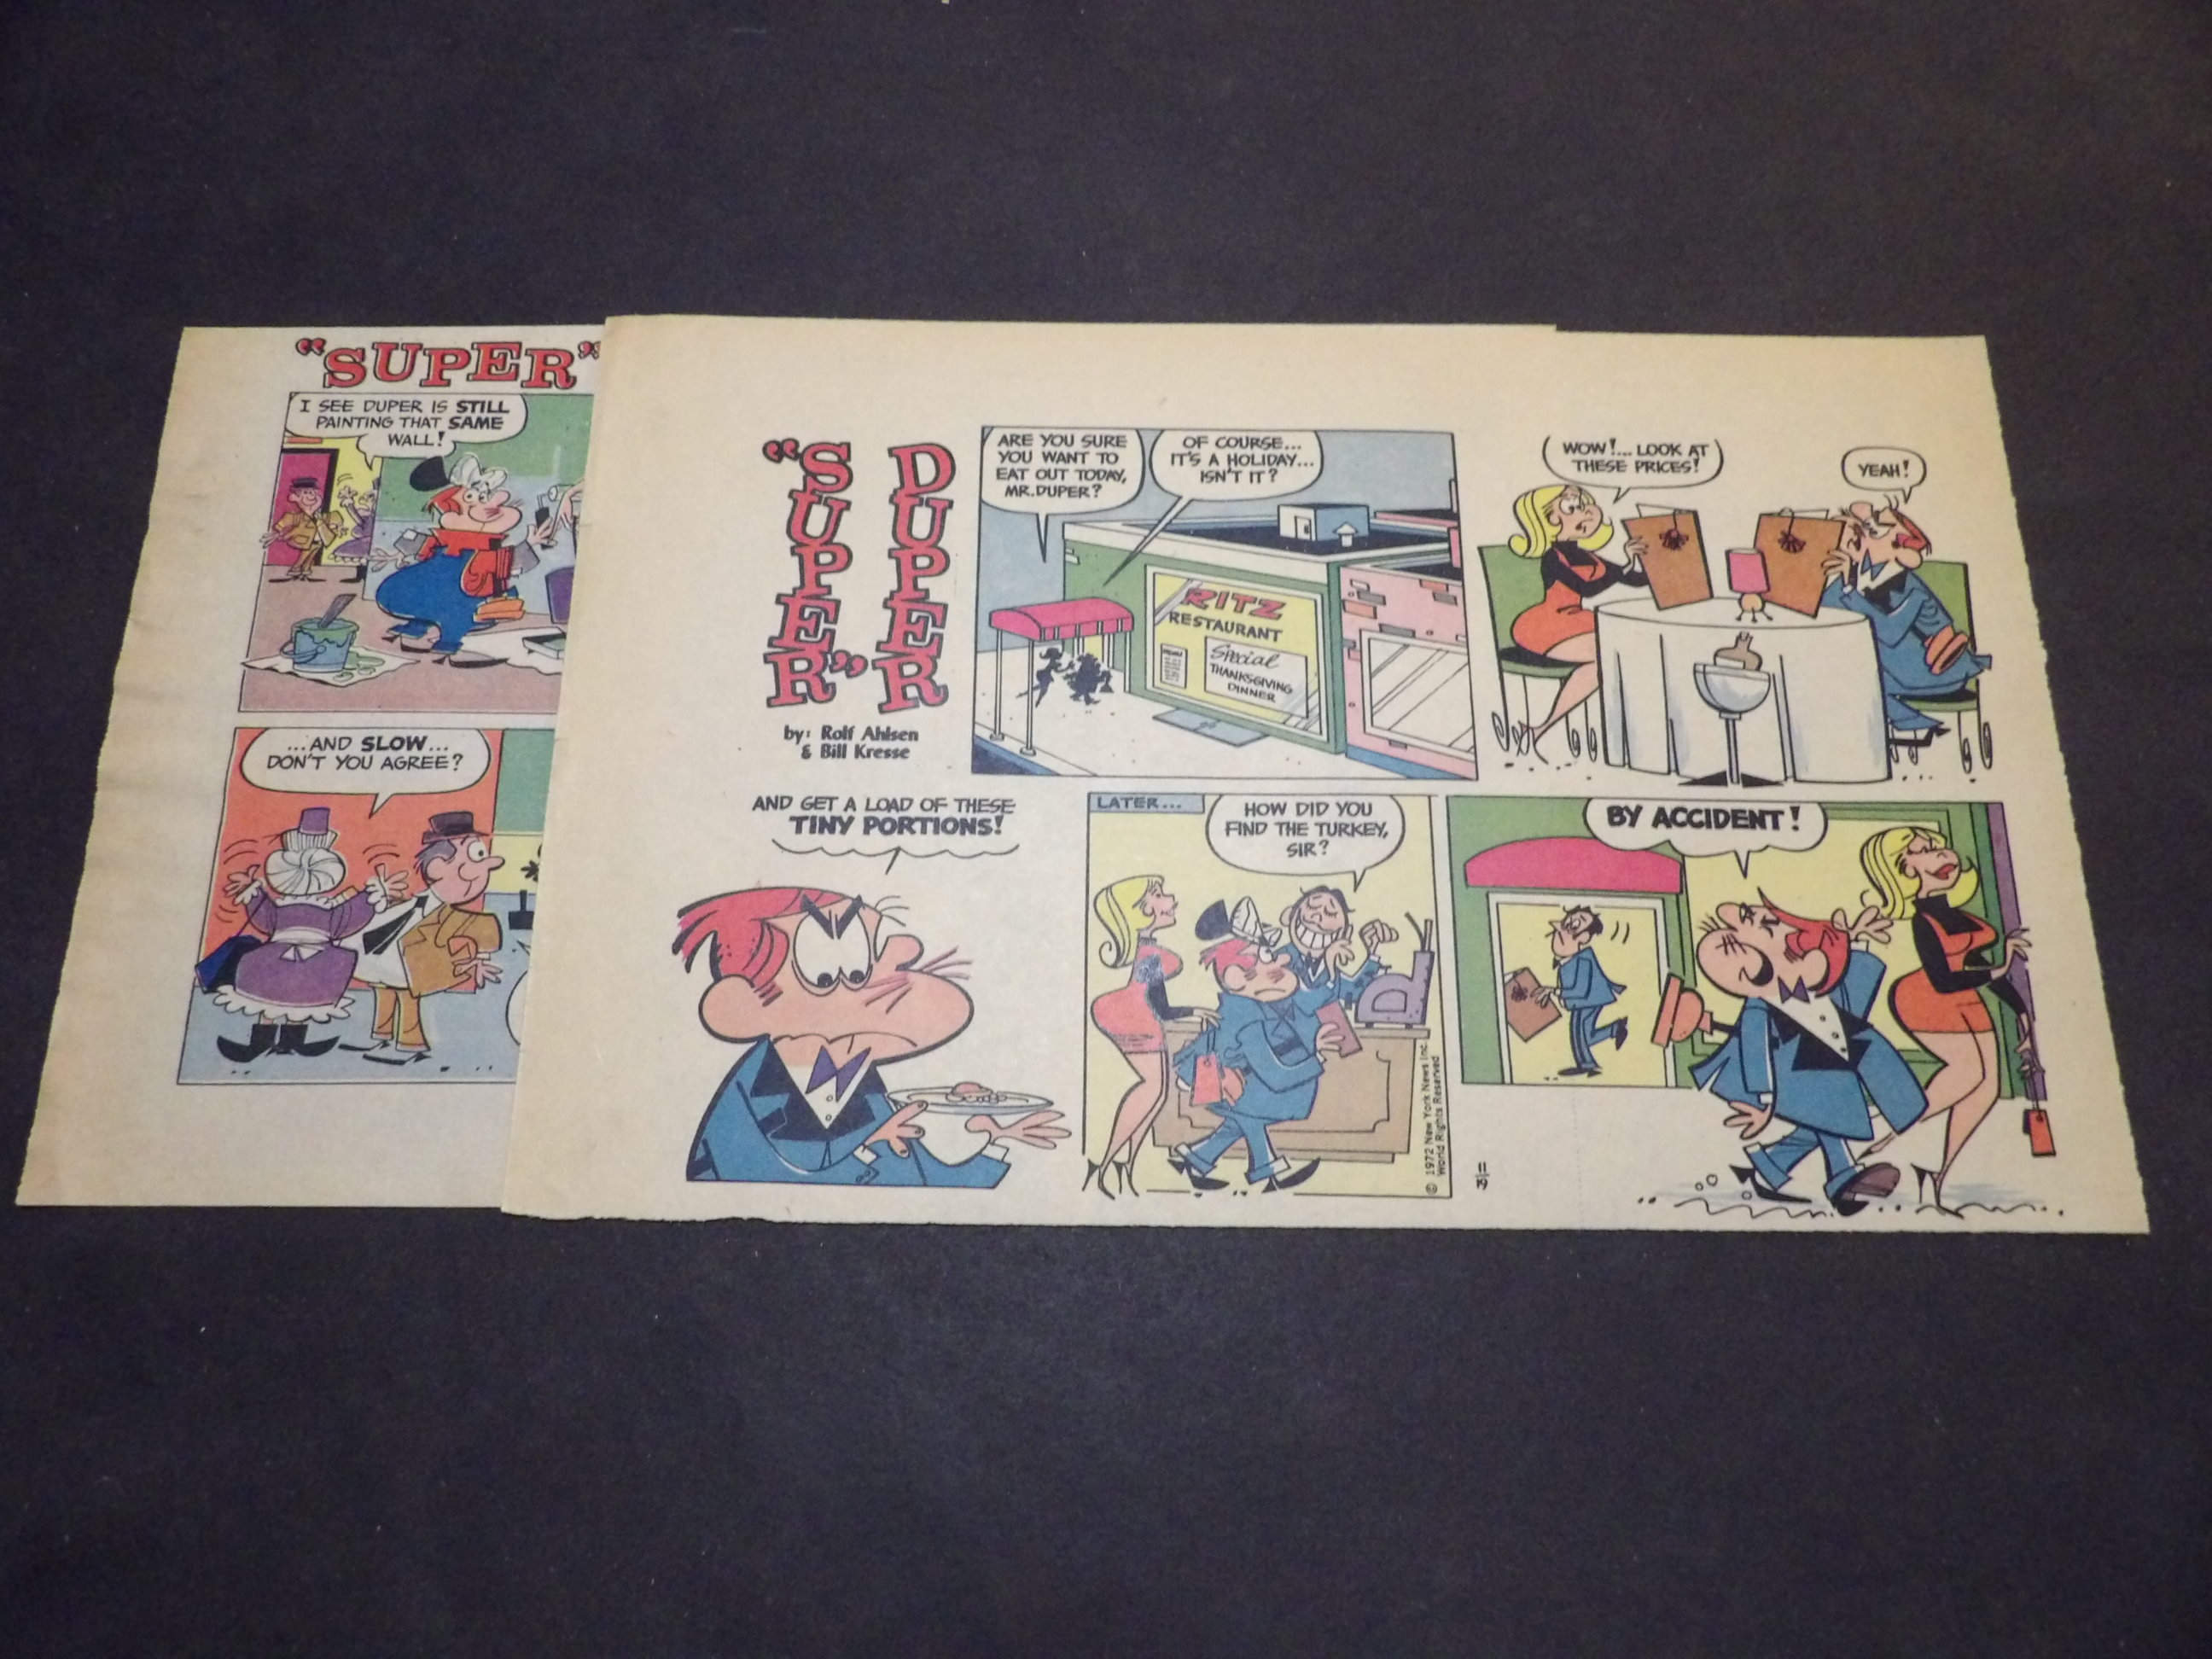 "SUPER"
I SEE DUPER IS STILL
PAINTING THAT SAME
WALL!
...AND SLOW...
DON'T YOU AGREE?
"SUPER"
DUPER
by: Rolf Ahlsen
& Bill Kresse
ARE YOU SURE
YOU WANT TO
EAT OUT TODAY,
MR. DUPER?
OF COURSE...
IT'S A HOLIDAY...
ISN'T IT?
RITZ
RESTAURANT
MENU
Special
THANKSGIVING
DINNER
WOW!... LOOK AT
THESE PRICES!
YEAH!
AND GET A LOAD OF THESE
TINY PORTIONS!
LATER...
HOW DID YOU
FIND THE TURKEY,
SIR?
© 1972 New York News Inc.
World Rights Reserved
BY ACCIDENT!